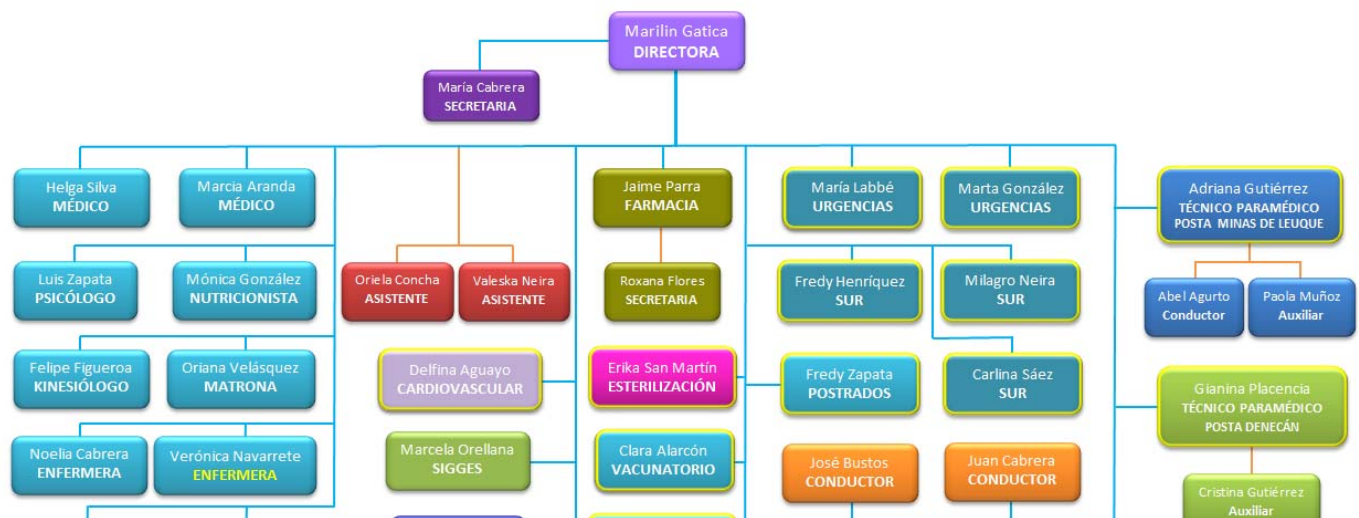 Marilin Gatica
DIRECTORA
María Cabrera
SECRETARIA
Helga Silva
MÉDICO
Marcia Aranda
MÉDICO
Jaime Parra
FARMACIA
María Labbé
URGENCIAS
Marta González
URGENCIAS
Adriana Gutiérrez
TÉCNICO PARAMÉDICO
POSTA MINAS DE LEUQUE
Luis Zapata
PSICÓLOGO
Mónica González
NUTRICIONISTA
Oriela Concha
ASISTENTE
Valeska Neira
ASISTENTE
Roxana Flores
SECRETARIA
Fredy Henríquez
SUR
Milagro Neira
SUR
Abel Agurto
Conductor
Paola Muñoz
Auxiliar
Felipe Figueroa
KINESIÓLOGO
Oriana Velásquez
MATRONA
Delfina Aguayo
CARDIOVASCULAR
Erika San Martín
ESTERILIZACIÓN
Fredy Zapata
POSTRADOS
Carlina Sáez
SUR
Gianina Placencia
TÉCNICO PARAMÉDICO
POSTA DENECÁN
Noelia Cabrera
ENFERMERA
Verónica Navarrete
ENFERMERA
Marcela Orellana
SIGGES
Clara Alarcón
VACUNATORIO
José Bustos
CONDUCTOR
Juan Cabrera
CONDUCTOR
Cristina Gutiérrez
Auxiliar